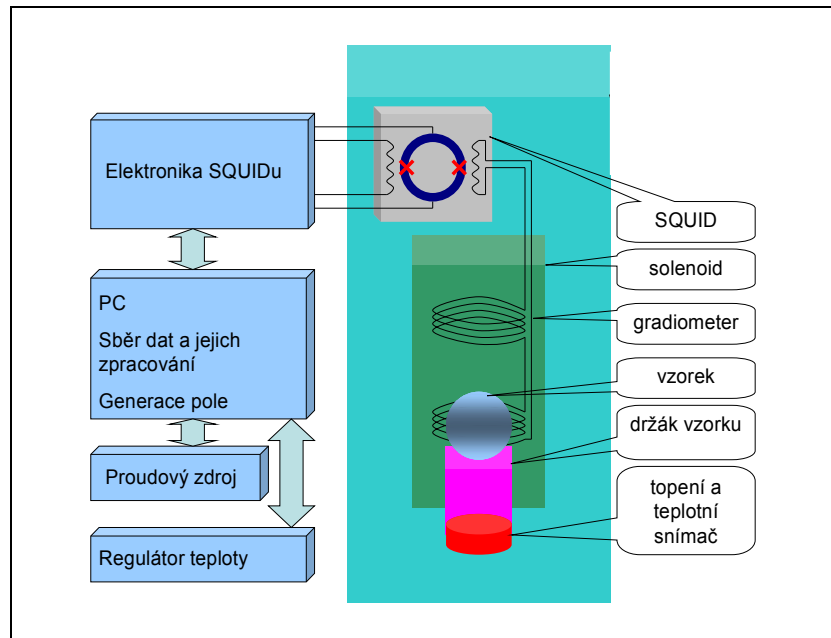 Elektronika SQUIDu
PC
Sběr dat a jejich
zpracování
Generace pole
Proudový zdroj
Regulátor teploty
SQUID
solenoid
gradiometer
vzorek
držák vzorku
topení a
teplotní
snímač